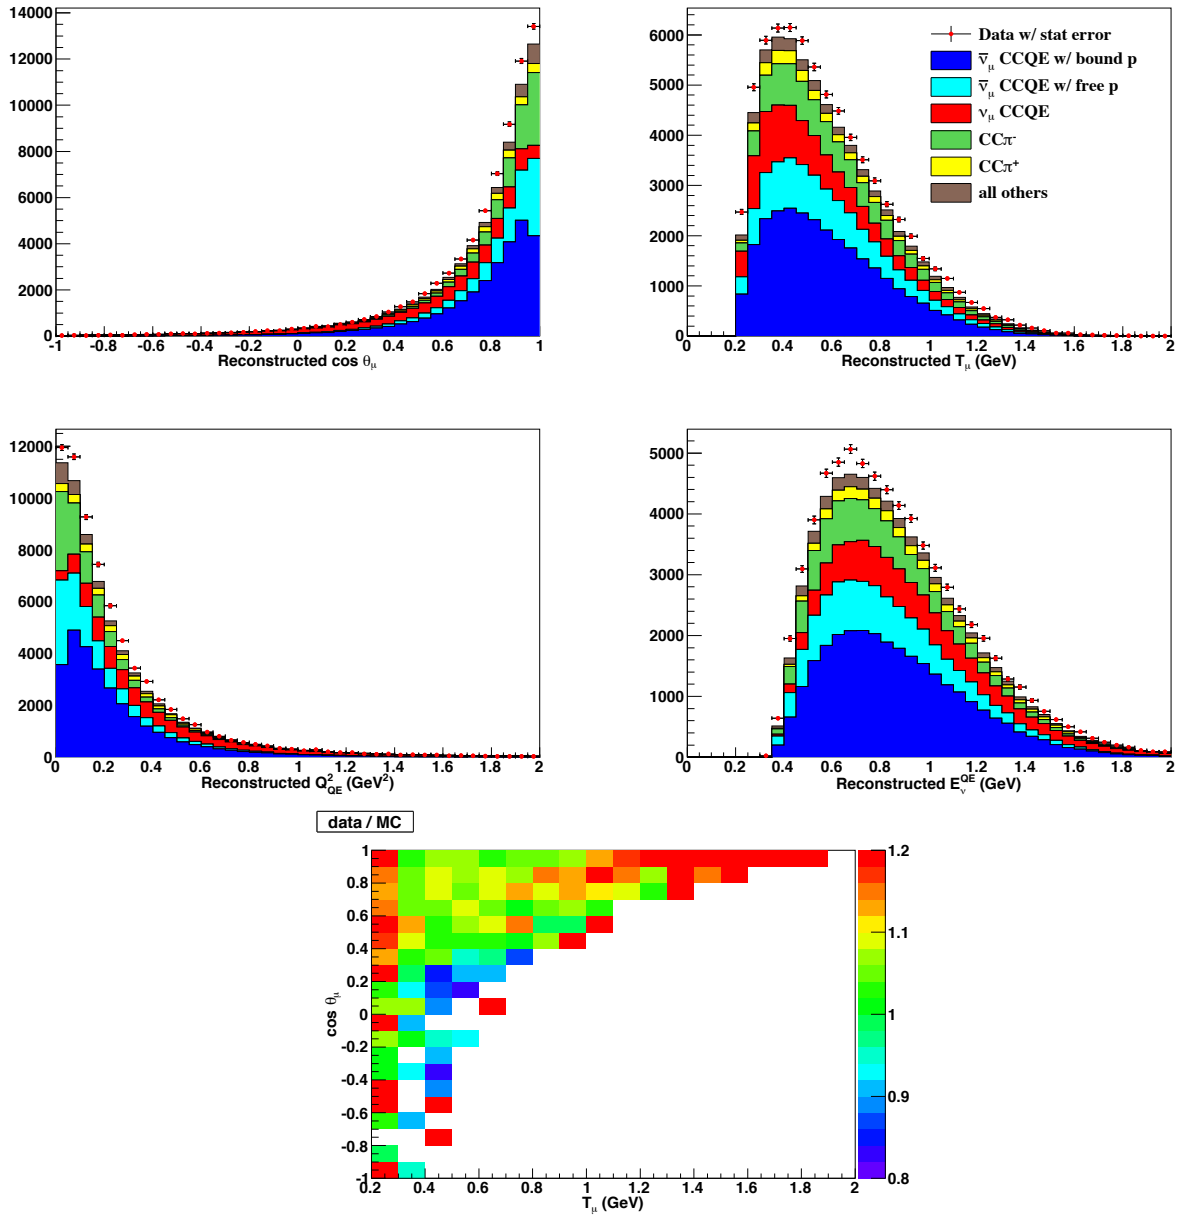 14000
12000
10000
8000
6000
4000
2000
0
-1 -0.8 -0.6 -0.4 -0.2 0 0.2 0.4 0.6 0.8 1
Reconstructed cos θμ
6000
5000
4000
3000
2000
1000
0
0 0.2 0.4 0.6 0.8 1 1.2 1.4 1.6 1.8 2
Reconstructed Tμ (GeV)
Data w/ stat error
ν̅μ CCQE w/ bound p
ν̅μ CCQE w/ free p
νμ CCQE
CCπ⁻
CCπ⁺
all others
12000
10000
8000
6000
4000
2000
0
0 0.2 0.4 0.6 0.8 1 1.2 1.4 1.6 1.8 2
Reconstructed Q²QE (GeV²)
5000
4000
3000
2000
1000
0
0 0.2 0.4 0.6 0.8 1 1.2 1.4 1.6 1.8 2
Reconstructed EνQE (GeV)
data / MC
1
0.8
0.6
0.4
0.2
0
-0.2
-0.4
-0.6
-0.8
-1
cos θμ
0.2 0.4 0.6 0.8 1 1.2 1.4 1.6 1.8 2
Tμ (GeV)
1.2
1.1
1
0.9
0.8